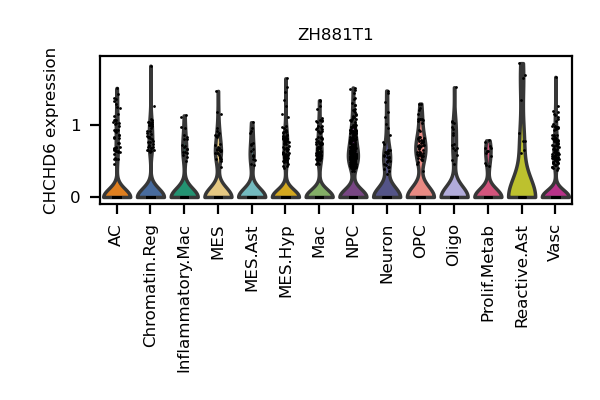 ZH881T1
CHCHD6 expression
1
0
AC
Chromatin.Reg
Inflammatory.Mac
MES
MES.Ast
MES.Hyp
Mac
NPC
Neuron
OPC
Oligo
Prolif.Metab
Reactive.Ast
Vasc